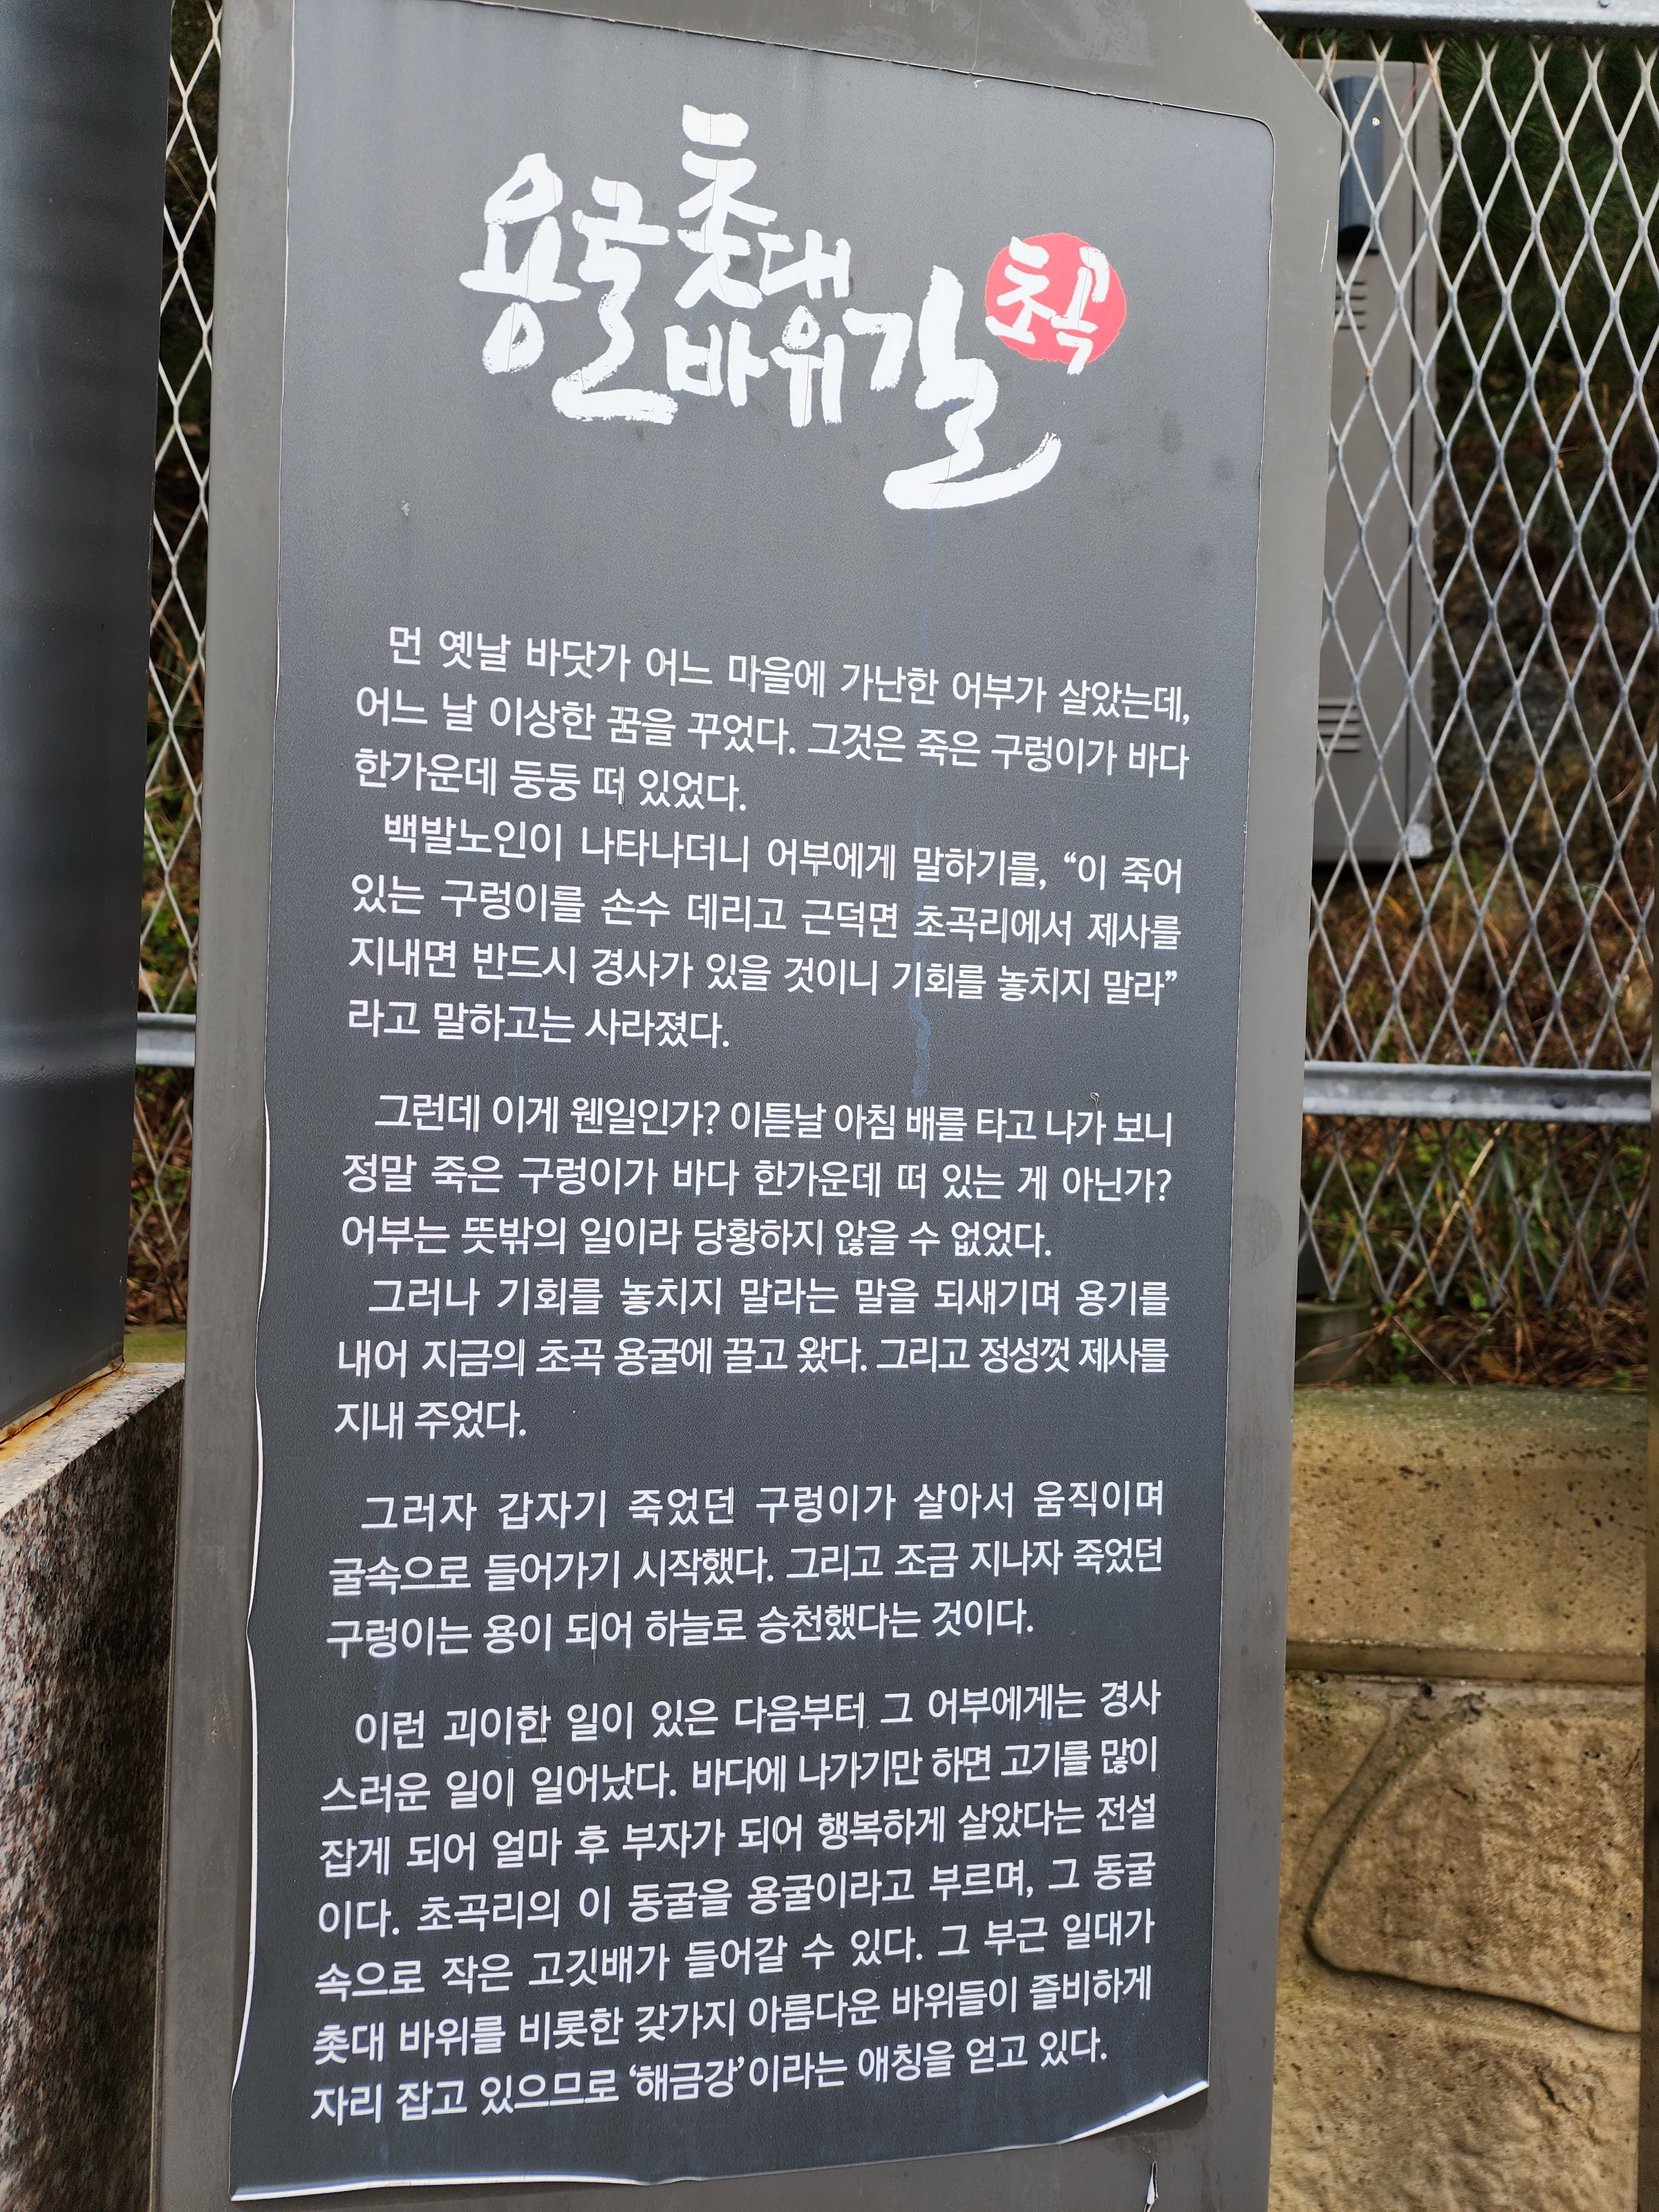 초곡
용굴촛대
바위길
먼 옛날 바닷가 어느 마을에 가난한 어부가 살았는데,
어느 날 이상한 꿈을 꾸었다. 그것은 죽은 구렁이가 바다
한가운데 둥둥 떠 있었다.
백발노인이 나타나더니 어부에게 말하기를, “이 죽어
있는 구렁이를 손수 데리고 근덕면 초곡리에서 제사를
지내면 반드시 경사가 있을 것이니 기회를 놓치지 말라”
라고 말하고는 사라졌다.
그런데 이게 웬일인가? 이튿날 아침 배를 타고 나가 보니
정말 죽은 구렁이가 바다 한가운데 떠 있는 게 아닌가?
어부는 뜻밖의 일이라 당황하지 않을 수 없었다.
그러나 기회를 놓치지 말라는 말을 되새기며 용기를
내어 지금의 초곡 용굴에 끌고 왔다. 그리고 정성껏 제사를
지내 주었다.
그러자 갑자기 죽었던 구렁이가 살아서 움직이며
굴속으로 들어가기 시작했다. 그리고 조금 지나자 죽었던
구렁이는 용이 되어 하늘로 승천했다는 것이다.
이런 괴이한 일이 있은 다음부터 그 어부에게는 경사
스러운 일이 일어났다. 바다에 나가기만 하면 고기를 많이
잡게 되어 얼마 후 부자가 되어 행복하게 살았다는 전설
이다. 초곡리의 이 동굴을 용굴이라고 부르며, 그 동굴
속으로 작은 고깃배가 들어갈 수 있다. 그 부근 일대가
촛대 바위를 비롯한 갖가지 아름다운 바위들이 즐비하게
자리 잡고 있으므로 ‘해금강’이라는 애칭을 얻고 있다.